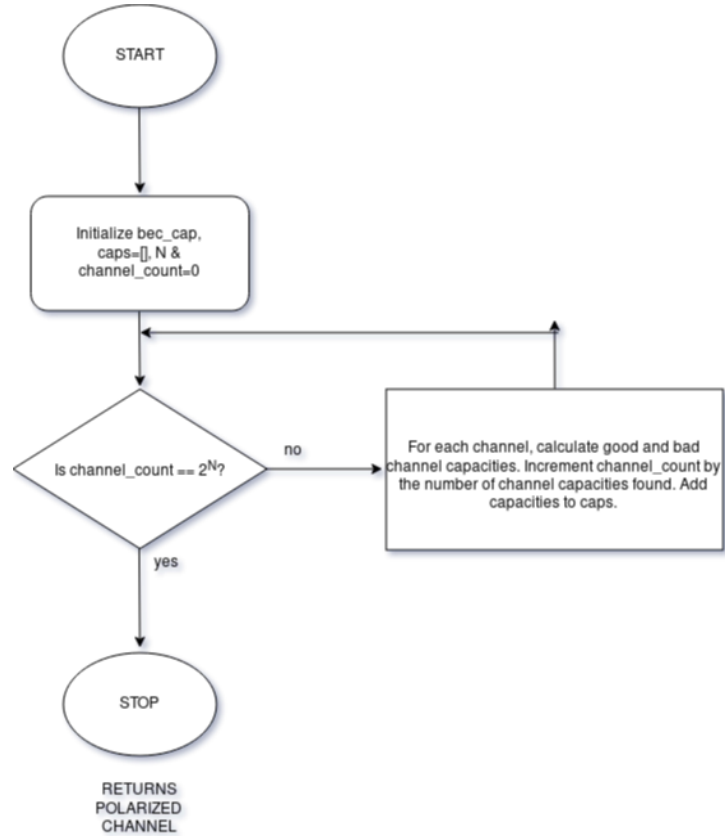 START
Initialize bec_cap,
caps=[], N &
channel_count=0
Is channel_count == 2^N?
no
For each channel, calculate good and bad
channel capacities. Increment channel_count by
the number of channel capacities found. Add
capacities to caps.
yes
STOP
RETURNS
POLARIZED
CHANNEL